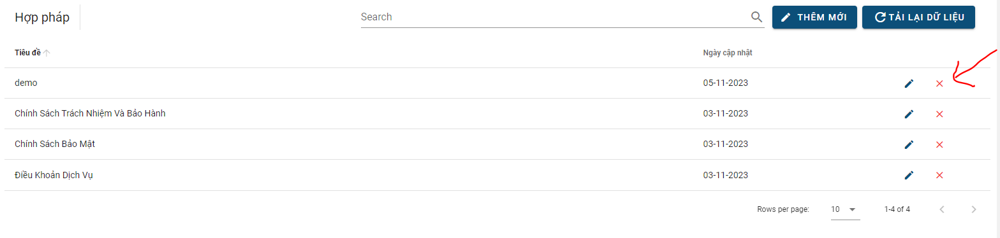 Hợp pháp
Search
THÊM MỚI
TẢI LẠI DỮ LIỆU
Tiêu đề
Ngày cập nhật
demo
05-11-2023
Chính Sách Trách Nhiệm Và Bảo Hành
03-11-2023
Chính Sách Bảo Mật
03-11-2023
Điều Khoản Dịch Vụ
03-11-2023
Rows per page:
10
1-4 of 4